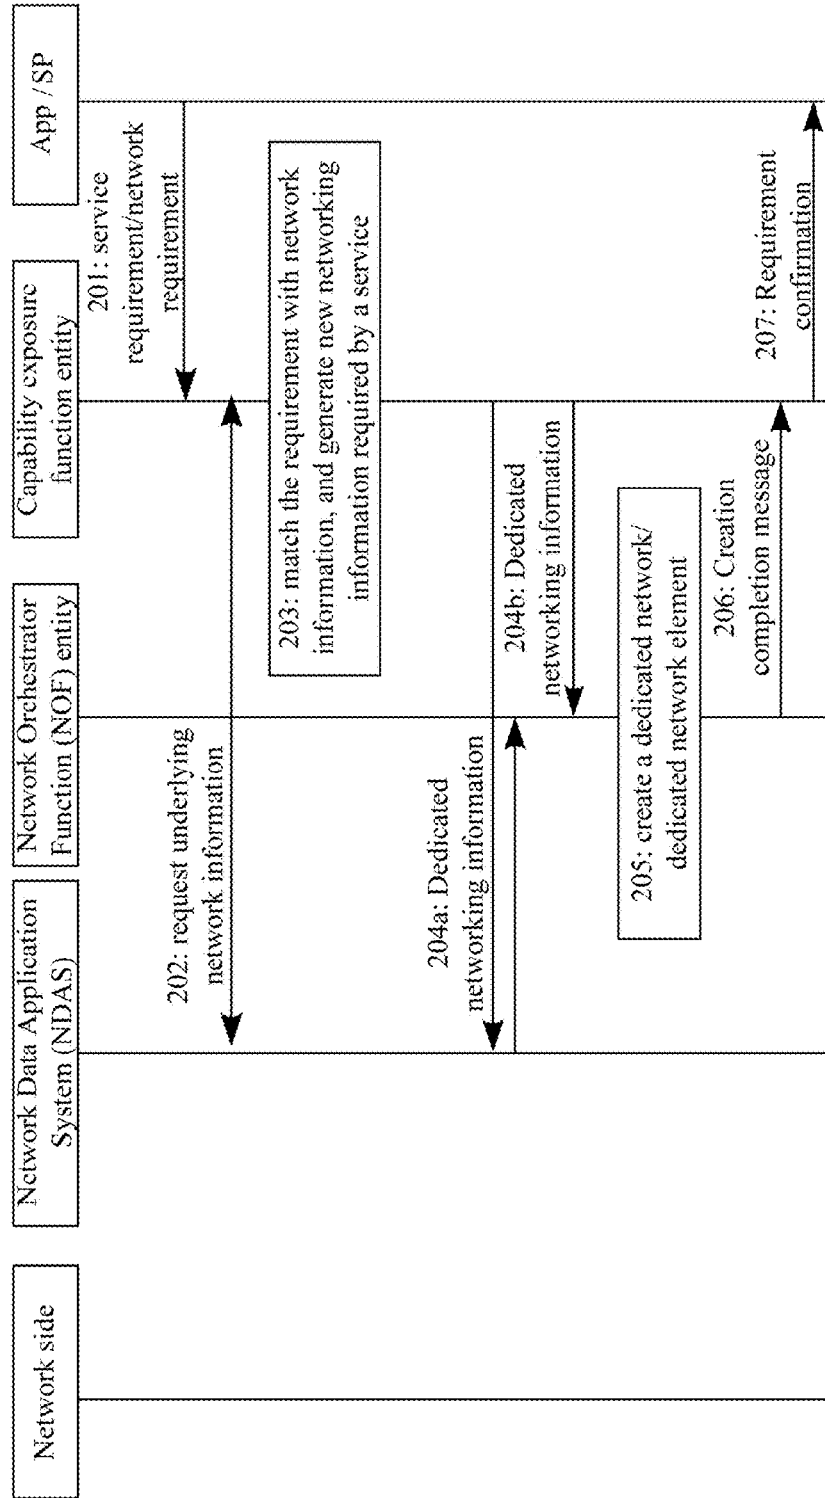 Network side
Network Data Application
System (NDAS)
Network Orchestrator
Function (NOF) entity
Capability exposure
function entity
App /SP
201: service
requirement/network
requirement
202: request underlying
network information
203: match the requirement with network
information, and generate new networking
information required by a service
204a: Dedicated
networking information
204b: Dedicated
networking information
205: create a dedicated network/
dedicated network element
206: Creation
completion message
207: Requirement
confirmation